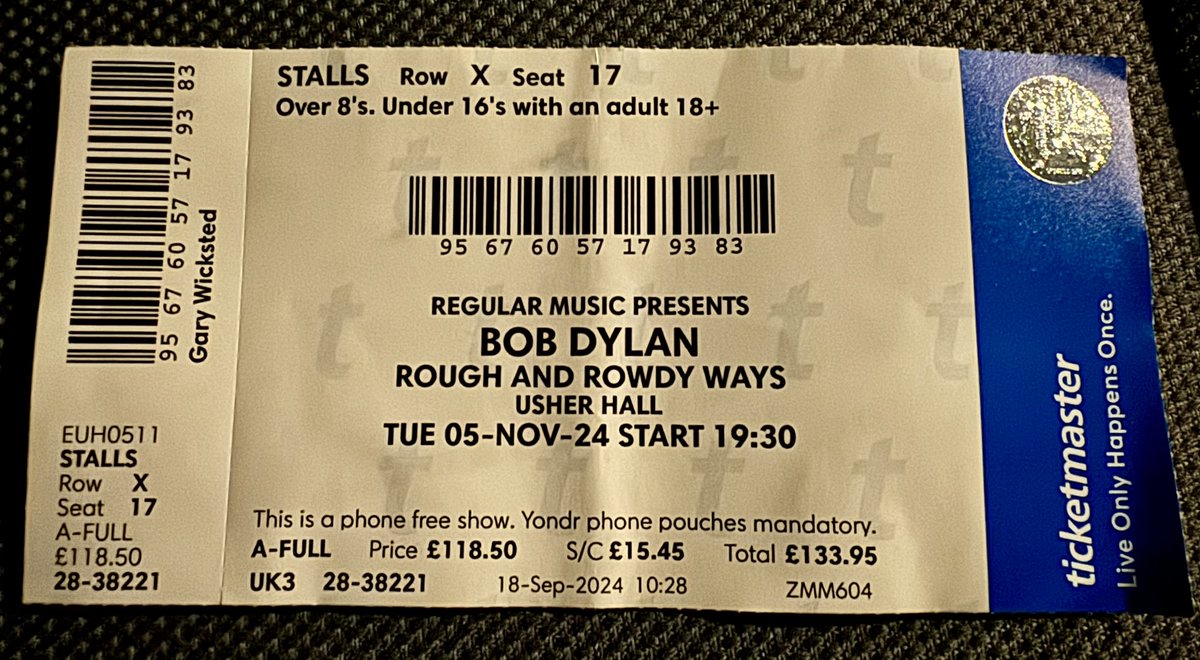 95 67 60 57 17 93 83
Gary Wicksted
EUH0511
STALLS
Row X
Seat 17
A-FULL
£118.50
28-38221
STALLS Row X Seat 17
Over 8's. Under 16's with an adult 18+
95 67 60 57 17 93 83
REGULAR MUSIC PRESENTS
BOB DYLAN
ROUGH AND ROWDY WAYS
USHER HALL
TUE 05-NOV-24 START 19:30
This is a phone free show. Yondr phone pouches mandatory.
A-FULL Price £118.50 S/C £15.45 Total £133.95
UK3 28-38221 18-Sep-2024 10:28 ZMM604
ticketmaster
Live Only Happens Once.